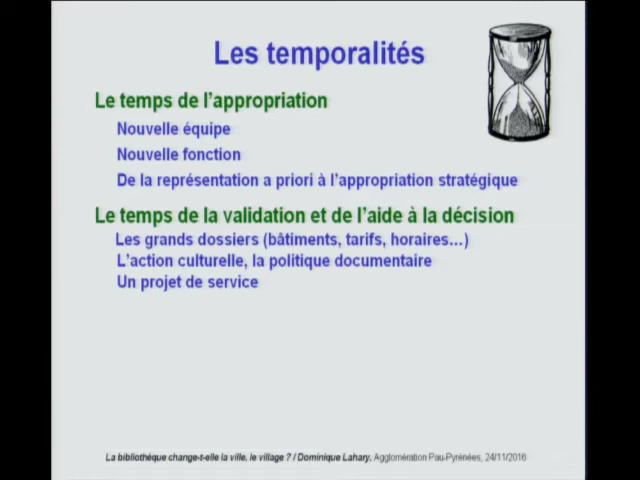 Les temporalités
Le temps de l'appropriation
Nouvelle équipe
Nouvelle fonction
De la représentation a priori à l'appropriation stratégique
Le temps de la validation et de l'aide à la décision
Les grands dossiers (bâtiments, tarifs, horaires…)
L'action culturelle, la politique documentaire
Un projet de service
La bibliothèque change-t-elle la ville, le village ? / Dominique Lahary, Agglomération Pau-Pyrénées, 24/11/2016